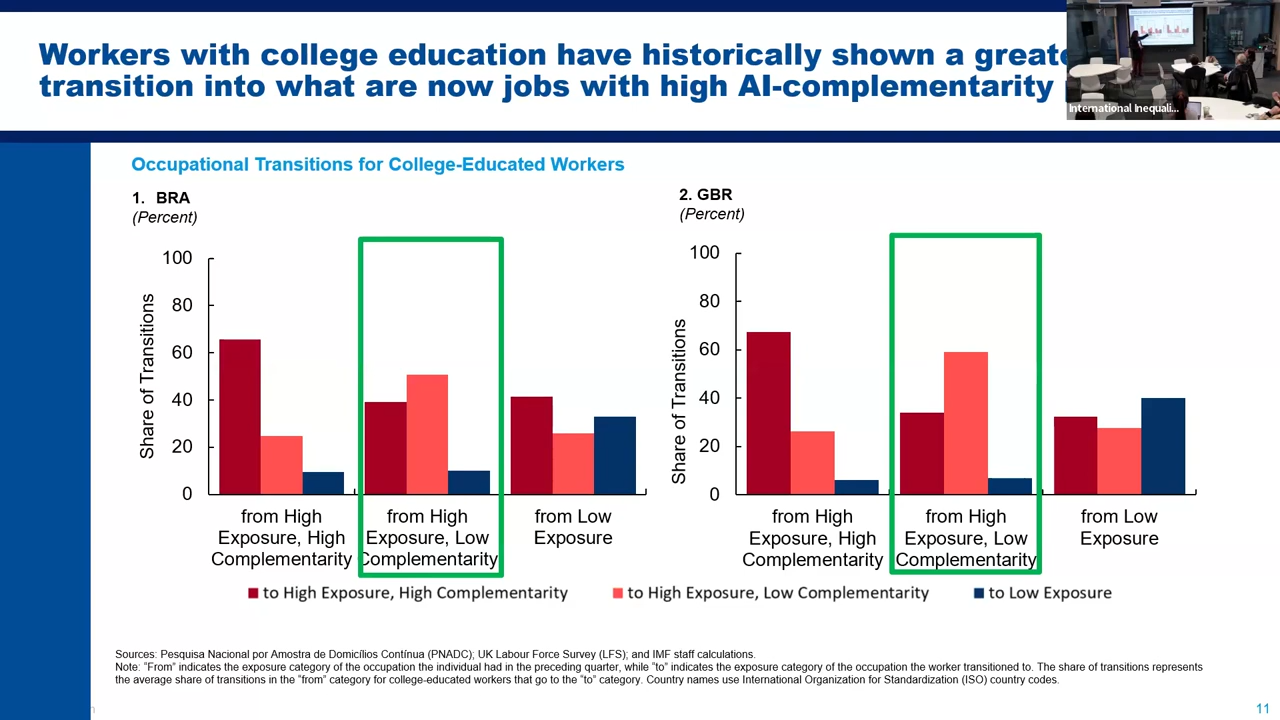 Workers with college education have historically shown a greate
transition into what are now jobs with high AI-complementarity
International Inequali...
Occupational Transitions for College-Educated Workers
1. BRA
(Percent)
Share of Transitions
100
80
60
40
20
0
from High
Exposure, High
Complementarity
from High
Exposure, Low
Complementarity
from Low
Exposure
2. GBR
(Percent)
Share of Transitions
100
80
60
40
20
0
from High
Exposure, High
Complementarity
from High
Exposure, Low
Complementarity
from Low
Exposure
to High Exposure, High Complementarity
to High Exposure, Low Complementarity
to Low Exposure
Sources: Pesquisa Nacional por Amostra de Domicílios Contínua (PNADC); UK Labour Force Survey (LFS); and IMF staff calculations.
Note: "From" indicates the exposure category of the occupation the individual had in the preceding quarter, while "to" indicates the exposure category of the occupation the worker transitioned to. The share of transitions represents
the average share of transitions in the "from" category for college-educated workers that go to the "to" category. Country names use International Organization for Standardization (ISO) country codes.
11